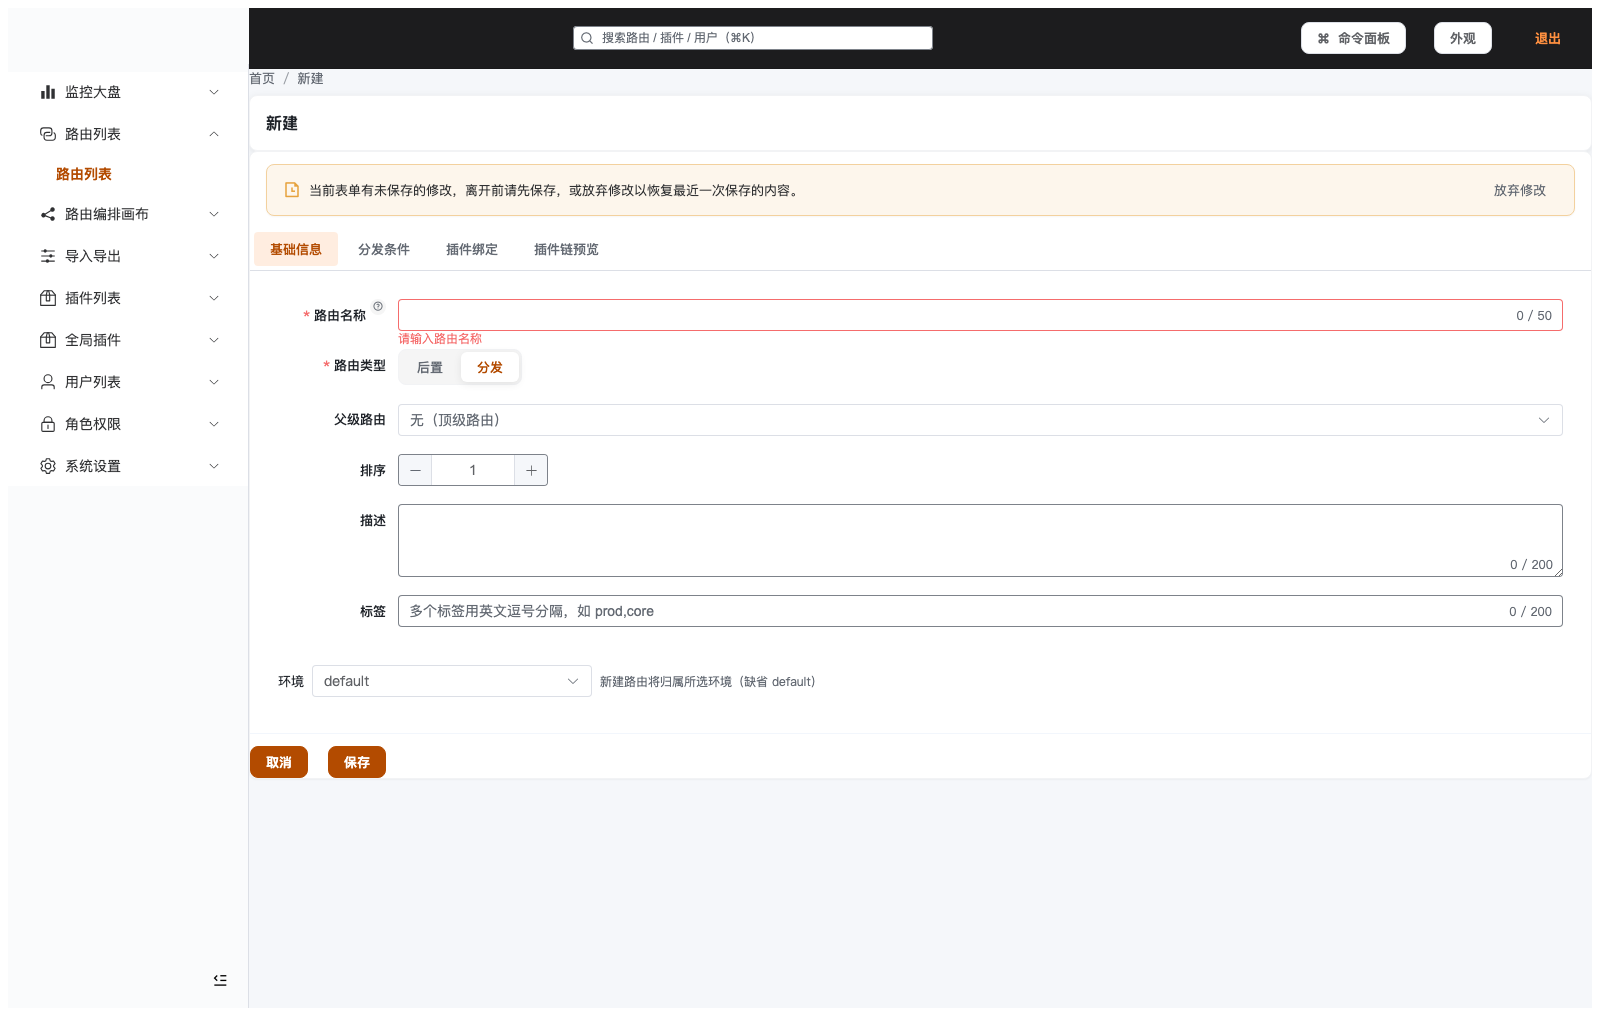 搜索路由 / 插件 / 用户（⌘K）
⌘ 命令面板
外观
退出
监控大盘
路由列表
路由列表
路由编排画布
导入导出
插件列表
全局插件
用户列表
角色权限
系统设置
首页 / 新建
新建
当前表单有未保存的修改，离开前请先保存，或放弃修改以恢复最近一次保存的内容。
放弃修改
基础信息
分发条件
插件绑定
插件链预览
* 路由名称
0 / 50
请输入路由名称
* 路由类型
后置
分发
父级路由
无（顶级路由）
排序
1
描述
0 / 200
标签
多个标签用英文逗号分隔，如 prod,core
0 / 200
环境
default
新建路由将归属所选环境（缺省 default）
取消
保存